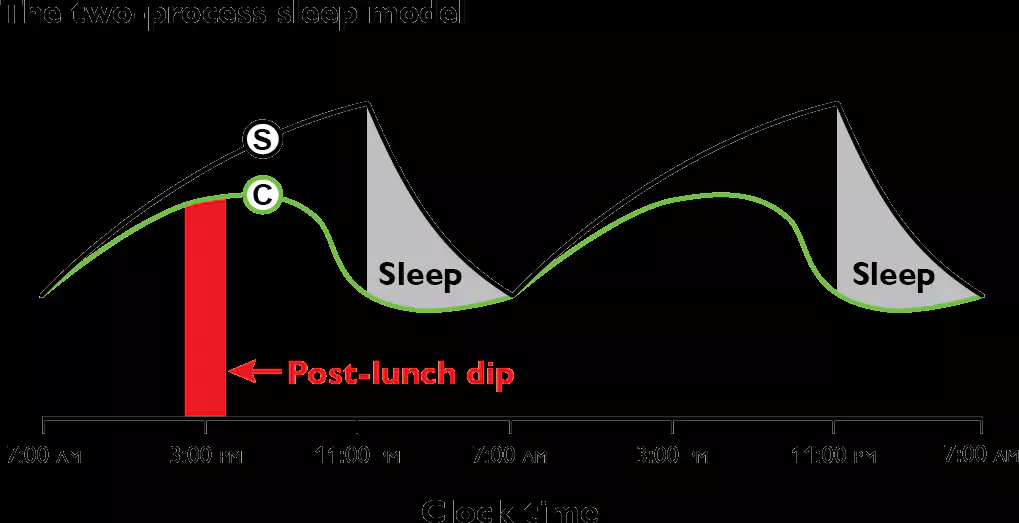 The two-process sleep model
S
C
Sleep
Sleep
Post-lunch dip
7:00 AM 3:00 PM 11:00 PM 7:00 AM 3:00 PM 11:00 PM 7:00 AM
Clock time